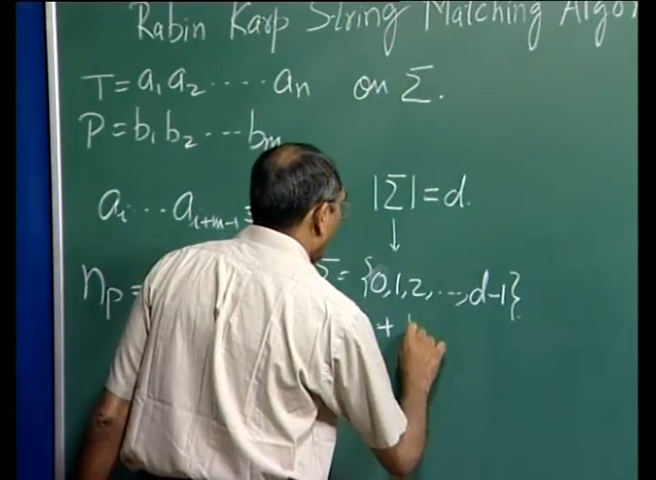 Rabin Karp String Matching Algo
T = a₁ a₂ ····· aₙ on Σ.
P = b₁ b₂ ··· bₘ
aᵢ ··· aᵢ₊ₘ₋₁ |Σ| = d.
↓
n_P = Σ = {0,1,2, ..., d-1}
+